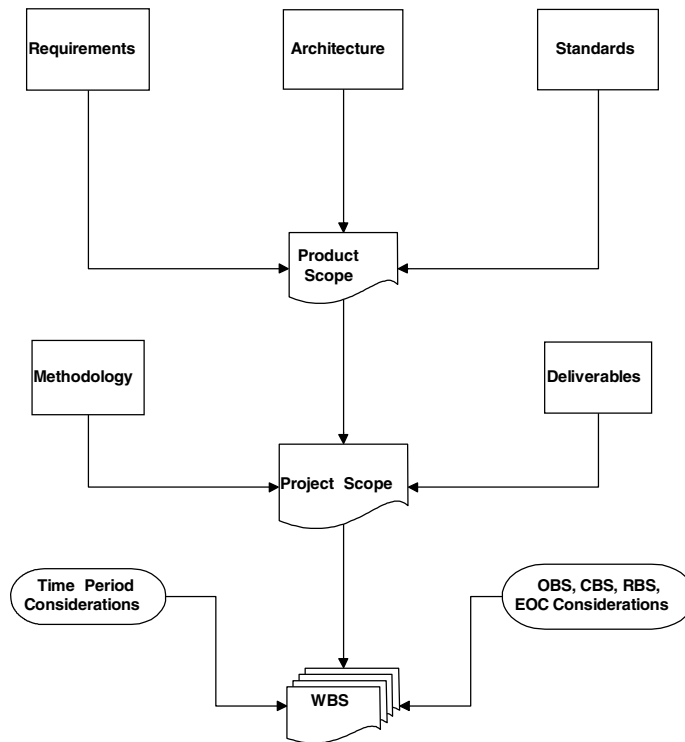 Requirements
Architecture
Standards
Product
Scope
Methodology
Deliverables
Project Scope
Time Period
Considerations
OBS, CBS, RBS,
EOC Considerations
WBS